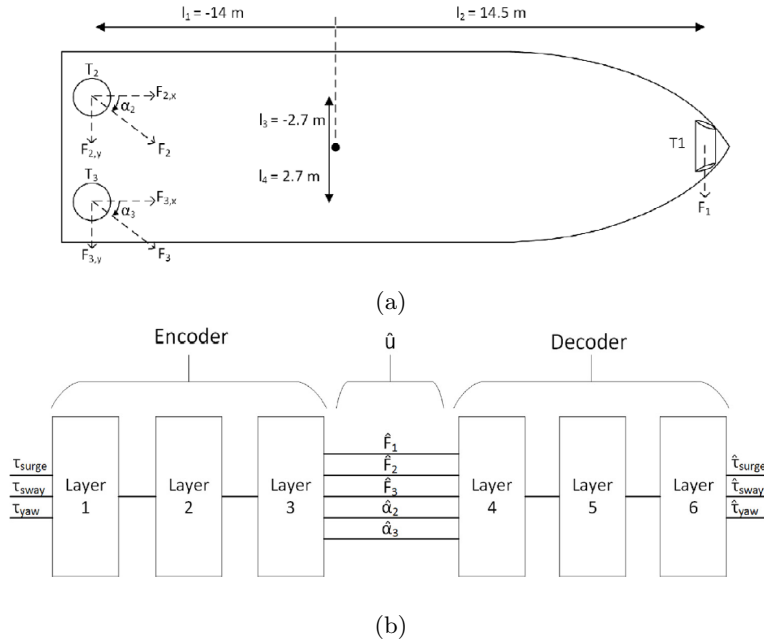 l₁ = -14 m
l₂ = 14.5 m
T₂
F₂,ₓ
α₂
l₃ = -2.7 m
F₂,ᵧ
F₂
T1
T₃
l₄ = 2.7 m
F₃,ₓ
α₃
F₁
F₃,ᵧ
F₃
(a)
Encoder
û
Decoder
τsurge
τsway
τyaw
Layer 1
Layer 2
Layer 3
F̂₁
F̂₂
F̂₃
α̂₂
α̂₃
Layer 4
Layer 5
Layer 6
τ̂surge
τ̂sway
τ̂yaw
(b)